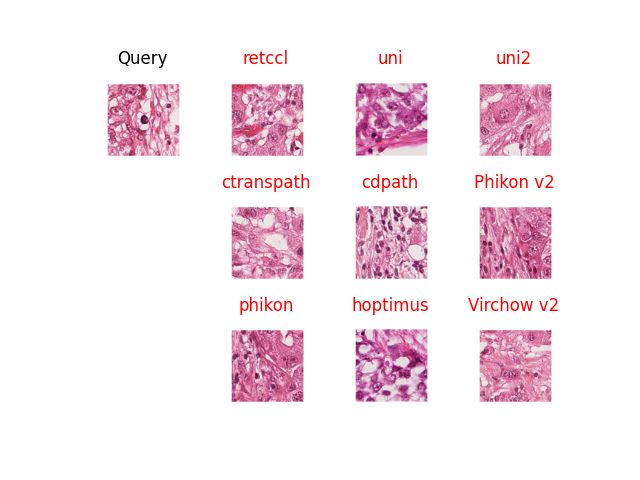 Query retccl uni uni2
ctranspath cdpath Phikon v2
phikon hoptimus Virchow v2